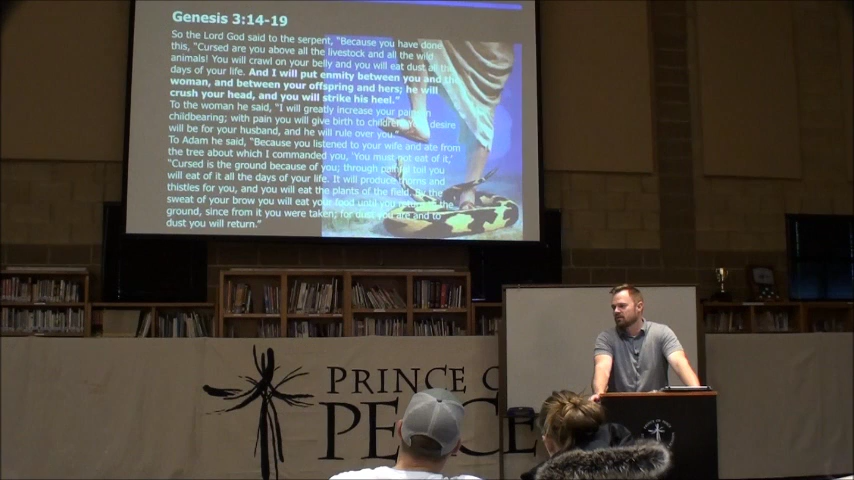 Genesis 3:14-19
So the Lord God said to the serpent, "Because you have done
this, "Cursed are you above all the livestock and all the wild
animals! You will crawl on your belly and you will eat dust all the
days of your life. And I will put enmity between you and the
woman, and between your offspring and hers; he will
crush your head, and you will strike his heel."
To the woman he said, "I will greatly increase your pains in
childbearing; with pain you will give birth to children. Your desire
will be for your husband, and he will rule over you."
To Adam he said, "Because you listened to your wife and ate from
the tree about which I commanded you, 'You must not eat of it,'
"Cursed is the ground because of you; through painful toil you
will eat of it all the days of your life. It will produce thorns and
thistles for you, and you will eat the plants of the field. By the
sweat of your brow you will eat your food until you return to the
ground, since from it you were taken; for dust you are and to
dust you will return."
PRINCE
PEACE